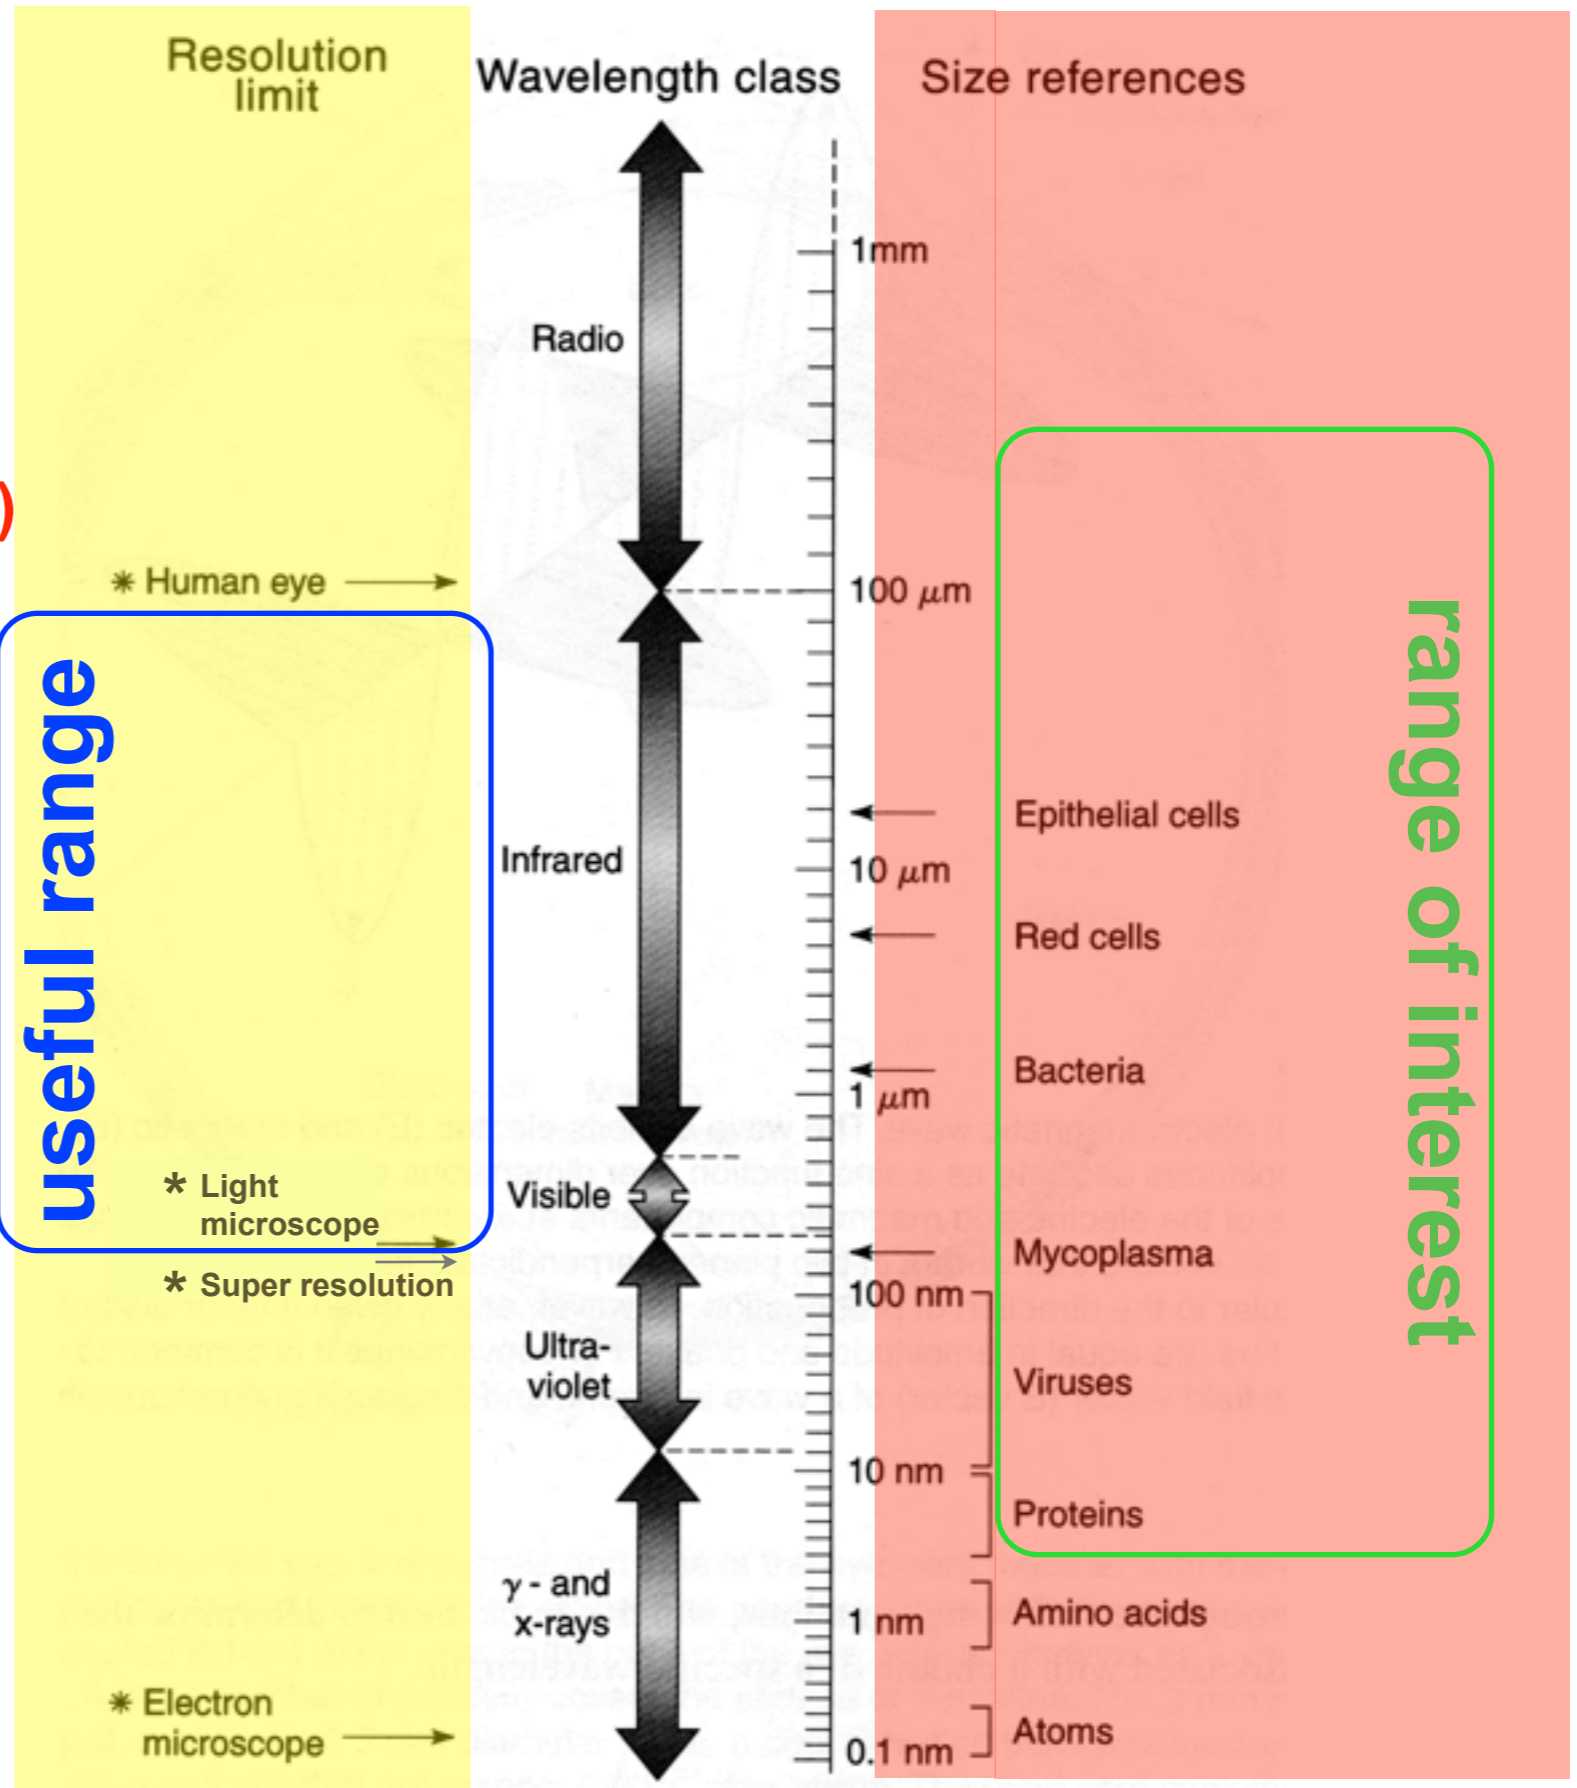 Resolution
limit
Wavelength class
Size references
1mm
Radio
)
* Human eye
100 μm
useful range
range of interest
Epithelial cells
Infrared
10 μm
Red cells
Bacteria
1 μm
* Light
microscope
Visible
Mycoplasma
* Super resolution
100 nm
Ultra-
violet
Viruses
10 nm
Proteins
γ - and
x-rays
Amino acids
1 nm
* Electron
microscope
Atoms
0.1 nm